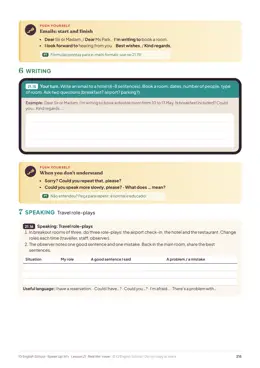 PUSH YOURSELF
Emails: start and finish
• Dear Sir or Madam, / Dear Ms Park, · I'm writing to book a room.
• I look forward to hearing from you. · Best wishes, / Kind regards,
6 WRITING
Your turn. Write an email to a hotel (6–8 sentences). Book a room: dates, number of people, type
of room. Ask two questions (breakfast? airport? parking?).
Example: Dear Sir or Madam, I'm writing to book a double room from 10 to 13 May. Is breakfast included? Could
you … Kind regards, …
PUSH YOURSELF
When you don't understand
• Sorry? Could you repeat that, please?
• Could you speak more slowly, please? · What does … mean?
7 SPEAKING Travel role-plays
Speaking: Travel role-plays
1. In breakout rooms of three, do three role-plays: the airport check-in, the hotel and the restaurant. Change
roles each time (traveller, staff, observer).
2. The observer notes one good sentence and one mistake. Back in the main room, share the best
sentences.
Situation My role A good sentence I said A problem / a mistake
Useful language: I have a reservation. · Could I have…? · Could you…? · I'm afraid… · There's a problem with…